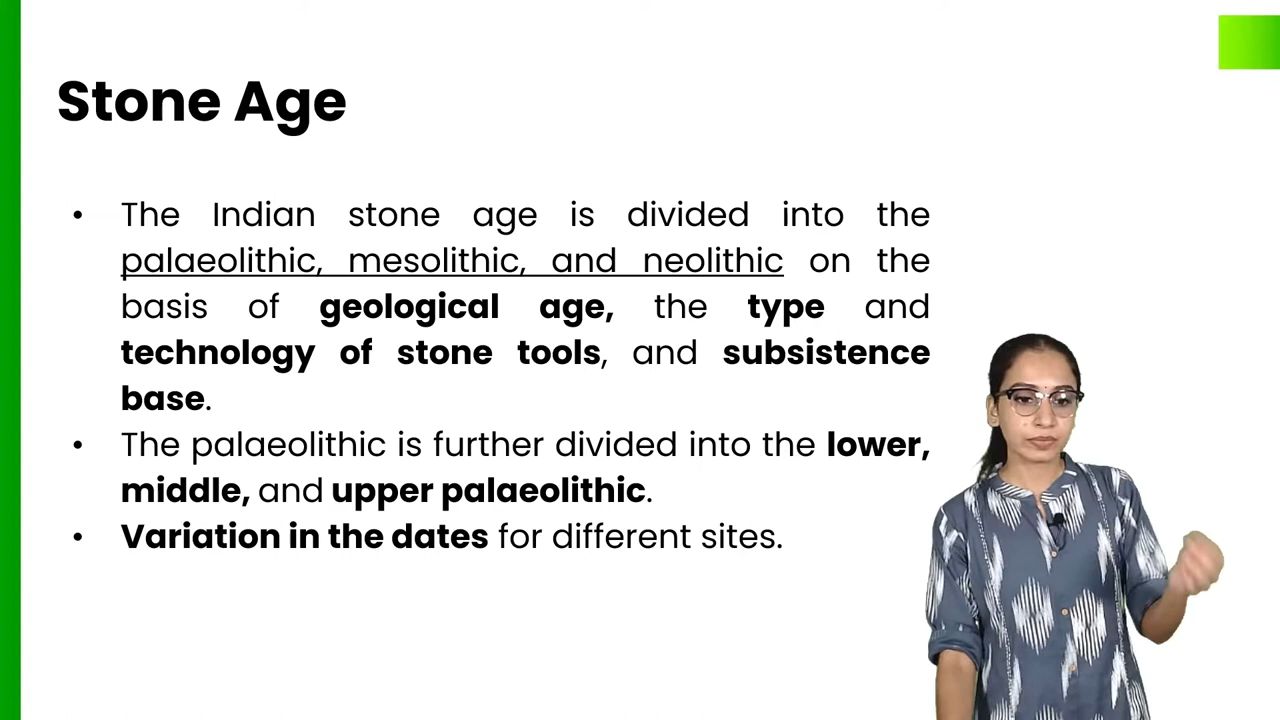 Stone Age
• The Indian stone age is divided into the
palaeolithic, mesolithic, and neolithic on the
basis of geological age, the type and
technology of stone tools, and subsistence
base.
• The palaeolithic is further divided into the lower,
middle, and upper palaeolithic.
• Variation in the dates for different sites.